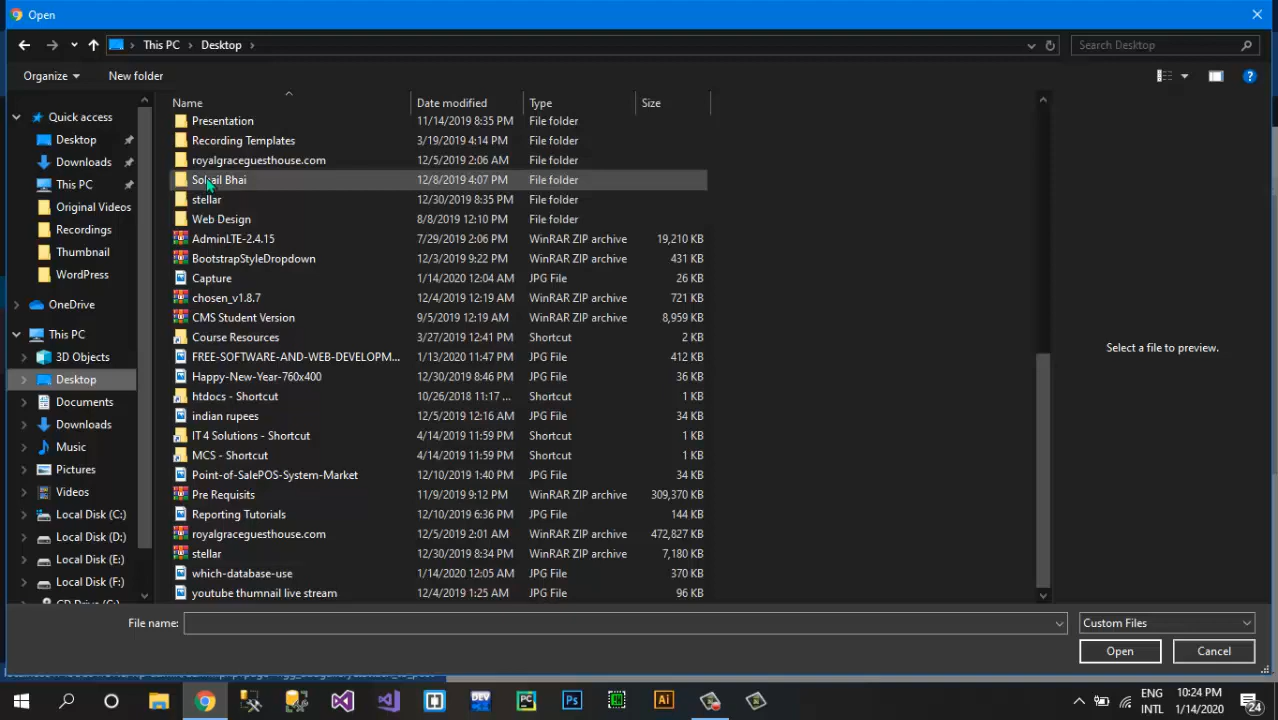 Open
This PC > Desktop >
Search Desktop
Organize
New folder
Name Date modified Type Size
Presentation 11/14/2019 8:35 PM File folder
Recording Templates 3/19/2019 4:14 PM File folder
royalgraceguesthouse.com 12/5/2019 2:06 AM File folder
Sohail Bhai 12/8/2019 4:07 PM File folder
stellar 12/30/2019 8:35 PM File folder
Web Design 8/8/2019 12:10 PM File folder
AdminLTE-2.4.15 7/29/2019 2:06 PM WinRAR ZIP archive 19,210 KB
BootstrapStyleDropdown 12/3/2019 9:22 PM WinRAR ZIP archive 431 KB
Capture 1/14/2020 12:04 AM JPG File 26 KB
chosen_v1.8.7 12/4/2019 12:19 AM WinRAR ZIP archive 721 KB
CMS Student Version 9/5/2019 12:19 AM WinRAR ZIP archive 8,959 KB
Course Resources 3/27/2019 12:41 PM Shortcut 2 KB
FREE-SOFTWARE-AND-WEB-DEVELOPM... 1/13/2020 11:47 PM JPG File 412 KB
Happy-New-Year-760x400 12/30/2019 8:46 PM JPG File 36 KB
htdocs - Shortcut 10/26/2018 11:17 ... Shortcut 1 KB
indian rupees 12/5/2019 12:16 AM JPG File 34 KB
IT 4 Solutions - Shortcut 4/14/2019 11:59 PM Shortcut 1 KB
MCS - Shortcut 4/14/2019 11:59 PM Shortcut 1 KB
Point-of-SalePOS-System-Market 12/10/2019 1:40 PM JPG File 34 KB
Pre Requisits 11/9/2019 9:12 PM WinRAR ZIP archive 309,370 KB
Reporting Tutorials 12/10/2019 6:36 PM JPG File 144 KB
royalgraceguesthouse.com 12/5/2019 2:01 AM WinRAR ZIP archive 472,827 KB
stellar 12/30/2019 8:34 PM WinRAR ZIP archive 7,180 KB
which-database-use 1/14/2020 12:05 AM JPG File 370 KB
youtube thumnail live stream 12/4/2019 1:25 AM JPG File 96 KB
Quick access
Desktop
Downloads
This PC
Original Videos
Recordings
Thumbnail
WordPress
OneDrive
This PC
3D Objects
Desktop
Documents
Downloads
Music
Pictures
Videos
Local Disk (C:)
Local Disk (D:)
Local Disk (E:)
Local Disk (F:)
Select a file to preview.
File name:
Custom Files
Open
Cancel
DEV
PC
Ps
Ai
ENG
INTL
10:24 PM
1/14/2020
24